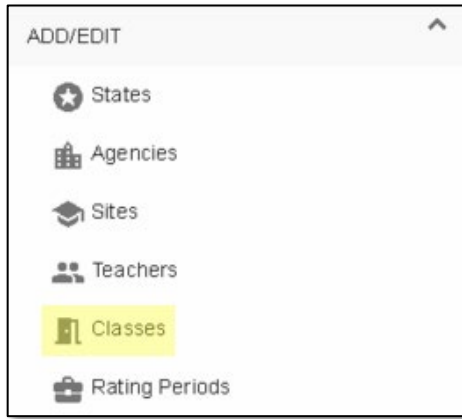 ADD/EDIT
States
Agencies
Sites
Teachers
Classes
Rating Periods